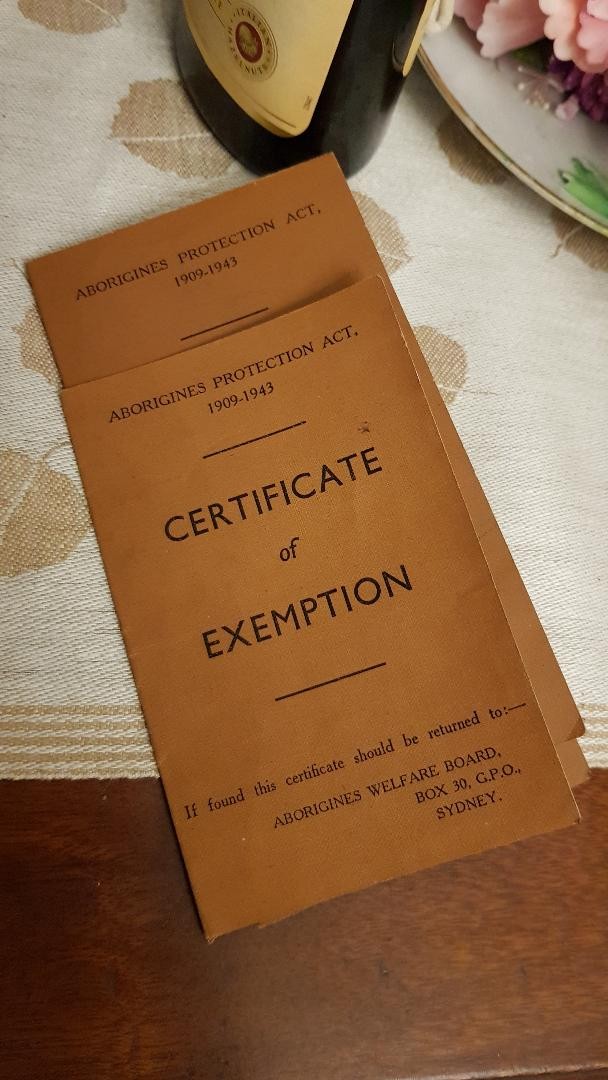 ABORIGINES PROTECTION ACT,
1909-1943
ABORIGINES PROTECTION ACT,
1909-1943
CERTIFICATE
of
EXEMPTION
If found this certificate should be returned to:—
ABORIGINES WELFARE BOARD,
BOX 30, G.P.O.,
SYDNEY.